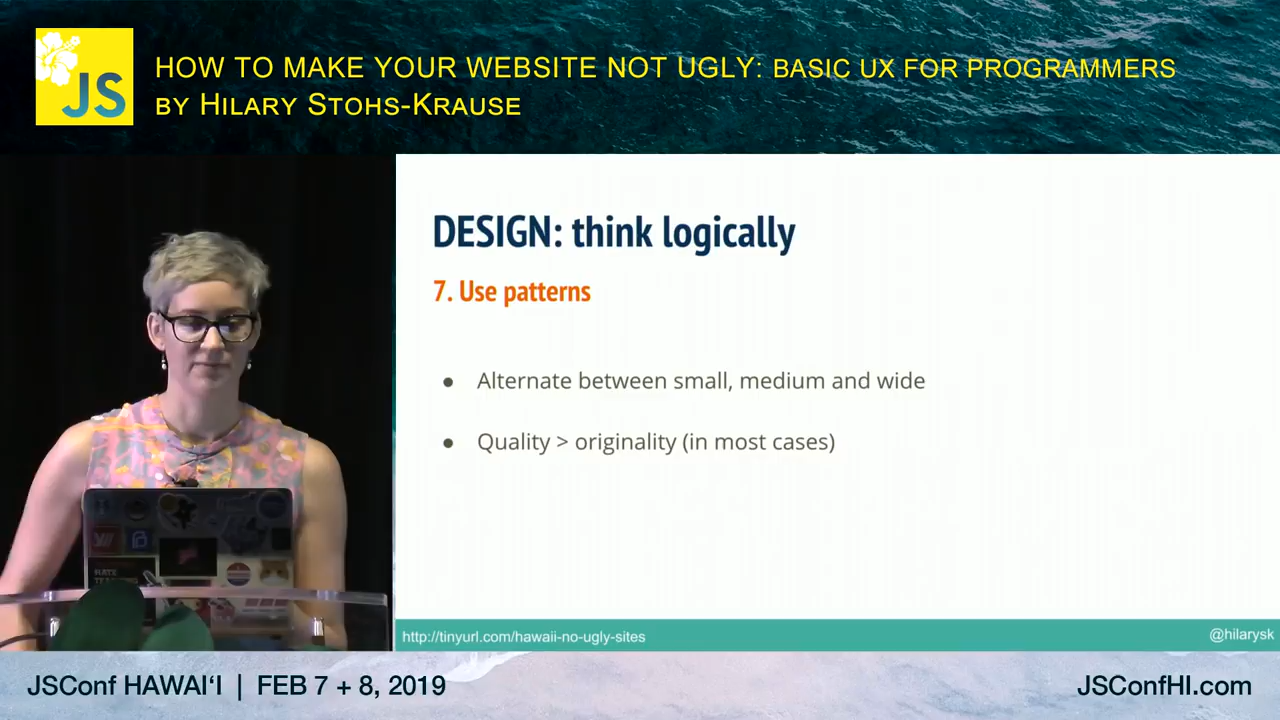 JS
HOW TO MAKE YOUR WEBSITE NOT UGLY: BASIC UX FOR PROGRAMMERS
BY HILARY STOHS-KRAUSE
DESIGN: think logically
7. Use patterns
● Alternate between small, medium and wide
● Quality > originality (in most cases)
http://tinyurl.com/hawaii-no-ugly-sites
@hilarysk
JSConf HAWAIʻI | FEB 7 + 8, 2019
JSConfHI.com